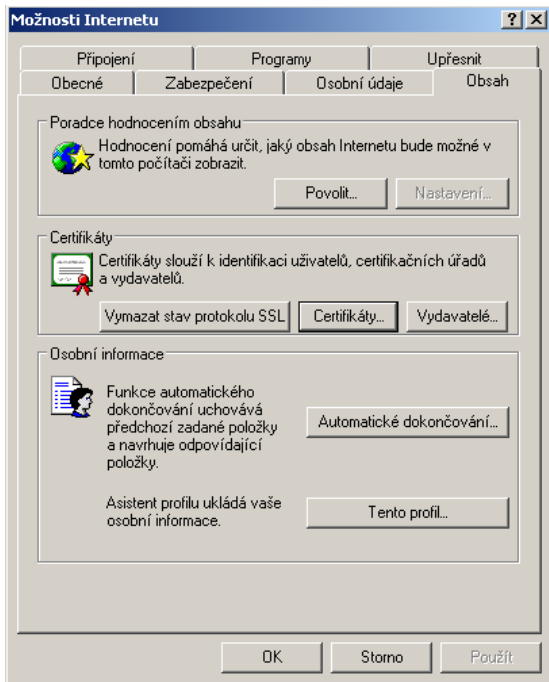 Možnosti Internetu
Připojení Programy Upřesnit
Obecné Zabezpečení Osobní údaje Obsah
Poradce hodnocením obsahu
Hodnocení pomáhá určit, jaký obsah Internetu bude možné v
tomto počítači zobrazit.
Povolit... Nastavení...
Certifikáty
Certifikáty slouží k identifikaci uživatelů, certifikačních úřadů
a vydavatelů.
Vymazat stav protokolu SSL Certifikáty... Vydavatelé...
Osobní informace
Funkce automatického
dokončování uchovává
předchozí zadané položky
a navrhuje odpovídající
položky.
Automatické dokončování...
Asistent profilu ukládá vaše
osobní informace.
Tento profil...
OK Storno Použít